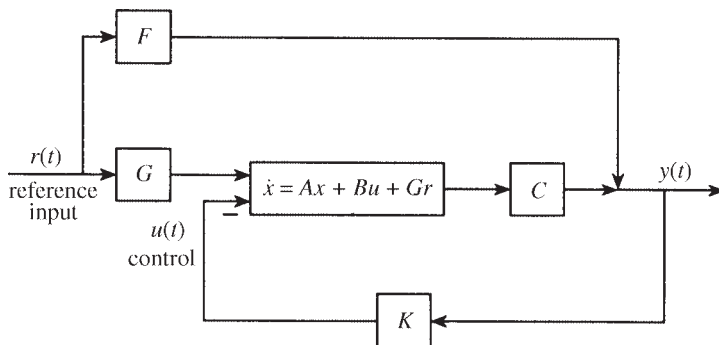 F
r(t)
reference
input
G
ẋ = Ax + Bu + Gr
C
y(t)
–
u(t)
control
K